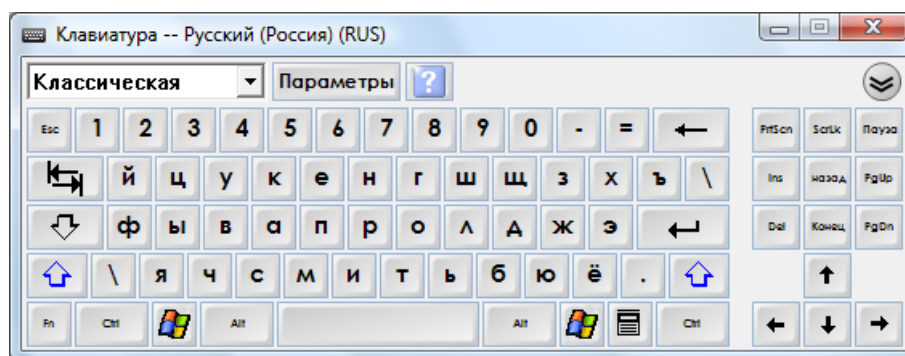 Клавиатура -- Русский (Россия) (RUS)
Классическая Параметры ?
Esc 1 2 3 4 5 6 7 8 9 0 - = PrtScn ScrLk Пауза
й ц у к е н г ш щ з х ъ \ Ins назад PgUp
ф ы в а п р о л д ж э Del Конец PgDn
\ я ч с м и т ь б ю ё .
Fn Ctrl Alt Alt Ctrl